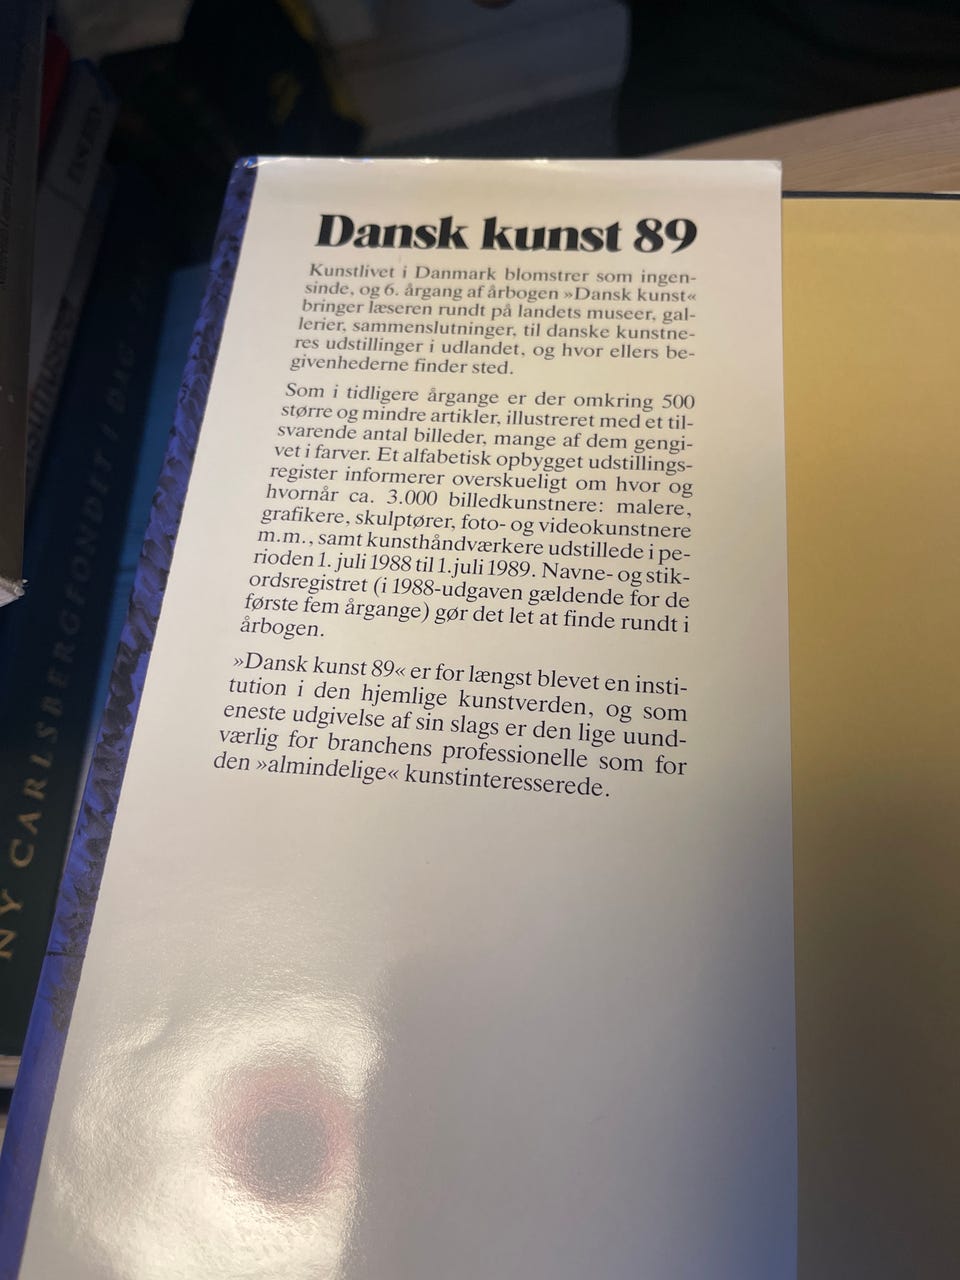 Dansk kunst 89
Kunstlivet i Danmark blomstrer som ingen-
sinde, og 6. årgang af årbogen »Dansk kunst«
bringer læseren rundt på landets museer, gal-
lerier, sammenslutninger, til danske kunstne-
res udstillinger i udlandet, og hvor ellers be-
givenhederne finder sted.
Som i tidligere årgange er der omkring 500
større og mindre artikler, illustreret med et til-
svarende antal billeder, mange af dem gengi-
vet i farver. Et alfabetisk opbygget udstillings-
register informerer overskueligt om hvor og
hvornår ca. 3.000 billedkunstnere: malere,
grafikere, skulptører, foto- og videokunstnere
m.m., samt kunsthåndværkere udstillede i pe-
rioden 1. juli 1988 til 1. juli 1989. Navne- og stik-
ordsregistret (i 1988-udgaven gældende for de
første fem årgange) gør det let at finde rundt i
årbogen.
»Dansk kunst 89« er for længst blevet en insti-
tution i den hjemlige kunstverden, og som
eneste udgivelse af sin slags er den lige uund-
værlig for branchens professionelle som for
den »almindelige« kunstinteresserede.
NY CARLSBERGFONDET I DAG